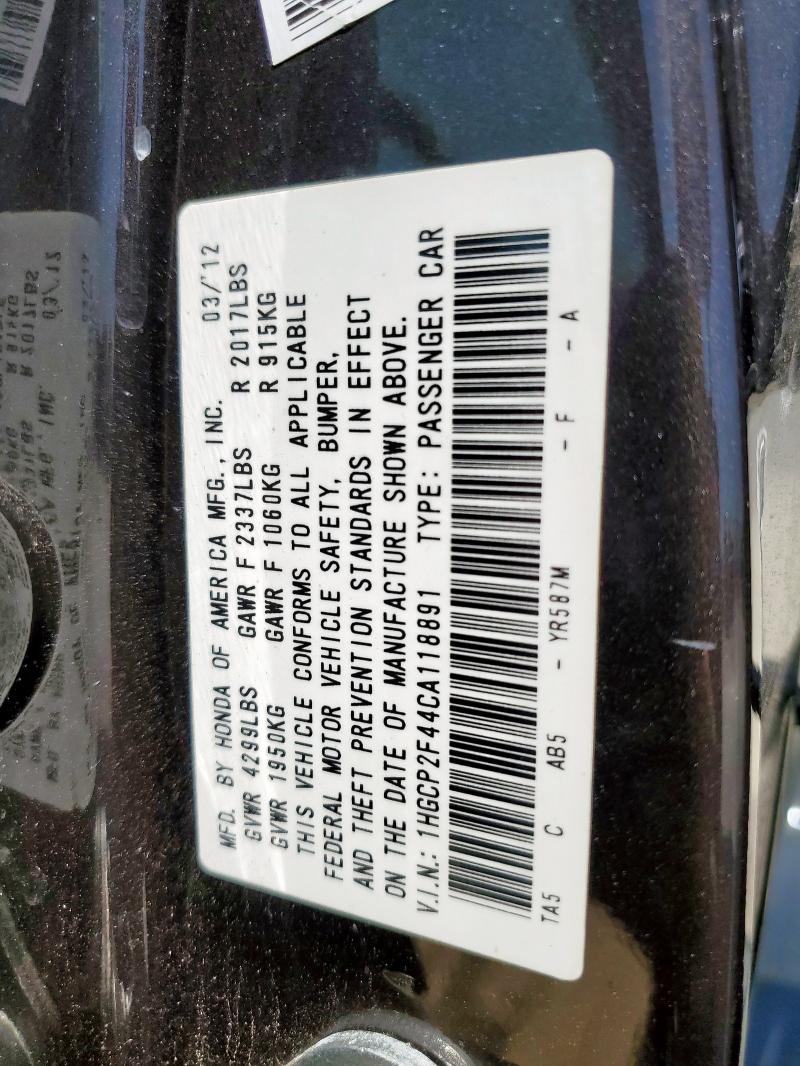 MFD. BY HONDA OF AMERICA MFG., INC. 03/'12
GVWR 4299LBS GAWR F 2337LBS R 2017LBS
GVWR 1950KG GAWR F 1060KG R 915KG
THIS VEHICLE CONFORMS TO ALL APPLICABLE
FEDERAL MOTOR VEHICLE SAFETY, BUMPER,
AND THEFT PREVENTION STANDARDS IN EFFECT
ON THE DATE OF MANUFACTURE SHOWN ABOVE.
V.I.N.: 1HGCP2F44CA118891 TYPE: PASSENGER CAR
TA5 C AB5 - YR587M - F - A